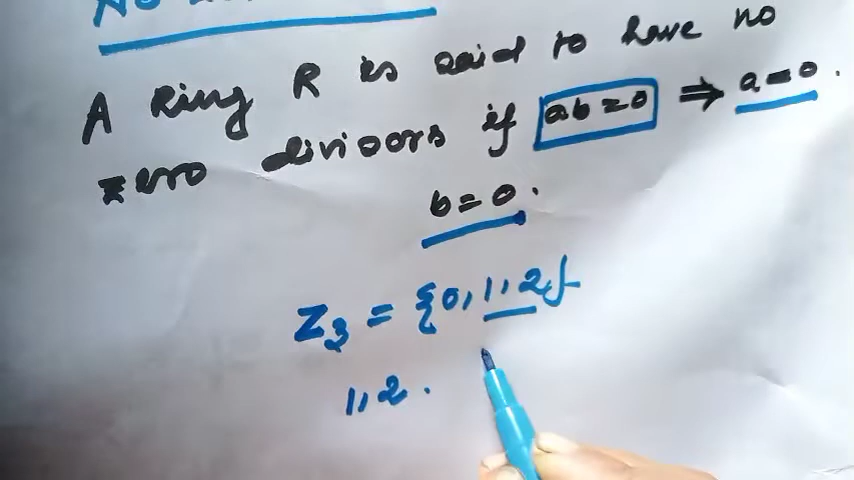 A Ring R is said to have no
zero divisors if ab=0 ⇒ a=0.
b=0.
Z₃ = {0,1,2}
1,2.